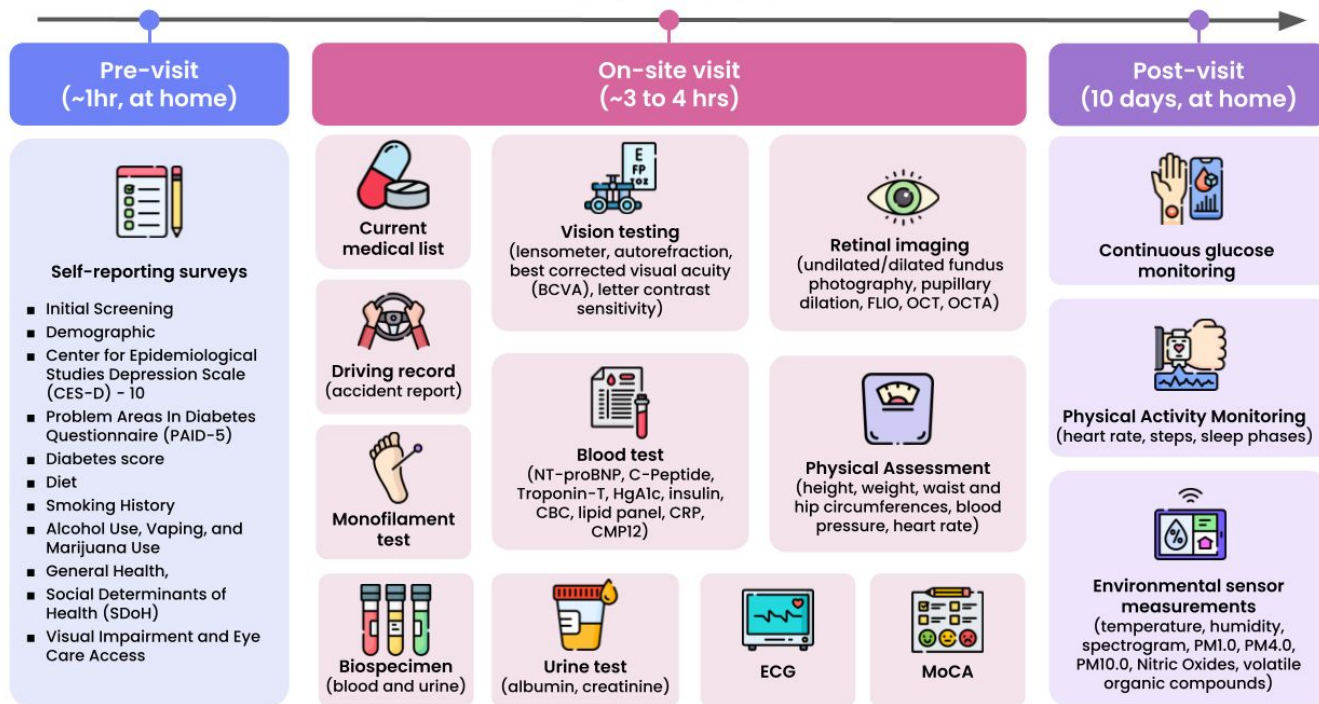 Pre-visit
(~1hr, at home)
On-site visit
(~3 to 4 hrs)
Post-visit
(10 days, at home)
Self-reporting surveys
▪ Initial Screening
▪ Demographic
▪ Center for Epidemiological
Studies Depression Scale
(CES-D) - 10
▪ Problem Areas In Diabetes
Questionnaire (PAID-5)
▪ Diabetes score
▪ Diet
▪ Smoking History
▪ Alcohol Use, Vaping, and
Marijuana Use
▪ General Health,
▪ Social Determinants of
Health (SDoH)
▪ Visual Impairment and Eye
Care Access
Current
medical list
E
FP
TOZ
Vision testing
(lensometer, autorefraction,
best corrected visual acuity
(BCVA), letter contrast
sensitivity)
Retinal imaging
(undilated/dilated fundus
photography, pupillary
dilation, FLIO, OCT, OCTA)
Driving record
(accident report)
Monofilament
test
Blood test
(NT-proBNP, C-Peptide,
Troponin-T, HgA1c, insulin,
CBC, lipid panel, CRP,
CMP12)
Physical Assessment
(height, weight, waist and
hip circumferences, blood
pressure, heart rate)
Biospecimen
(blood and urine)
Urine test
(albumin, creatinine)
ECG
MoCA
Continuous glucose
monitoring
Physical Activity Monitoring
(heart rate, steps, sleep phases)
%
Environmental sensor
measurements
(temperature, humidity,
spectrogram, PM1.0, PM4.0,
PM10.0, Nitric Oxides, volatile
organic compounds)